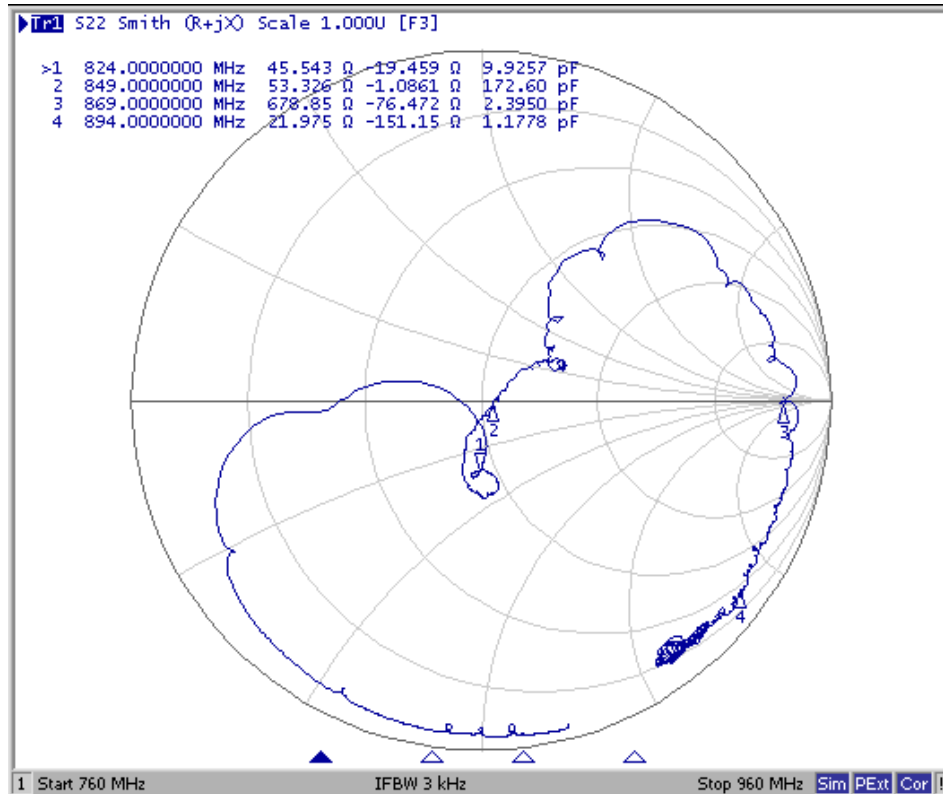 Tr1 S22 Smith (R+jX) Scale 1.000U [F3]
>1 824.0000000 MHz 45.543 Ω -19.459 Ω 9.9257 pF
2 849.0000000 MHz 53.326 Ω -1.0861 Ω 172.60 pF
3 869.0000000 MHz 678.85 Ω -76.472 Ω 2.3950 pF
4 894.0000000 MHz 21.975 Ω -151.15 Ω 1.1778 pF
2
3
1
4
1 Start 760 MHz IFBW 3 kHz Stop 960 MHz Sim PExt Cor !